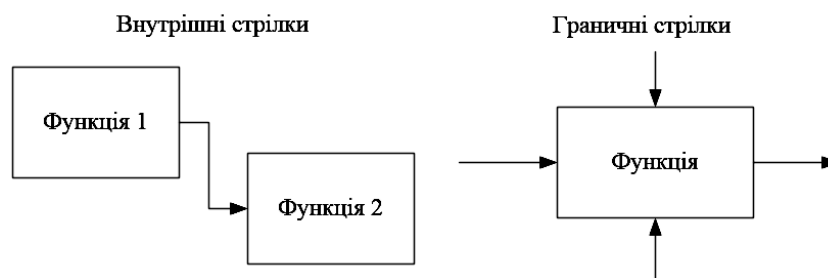 Внутрішні стрілки
Граничні стрілки
Функція 1
Функція 2
Функція